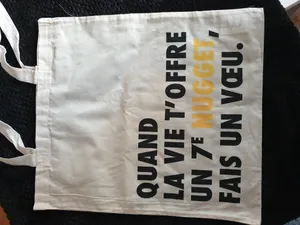 QUAND
LA VIE T'OFFRE
UN 7E NUGGET,
FAIS UN VŒU.